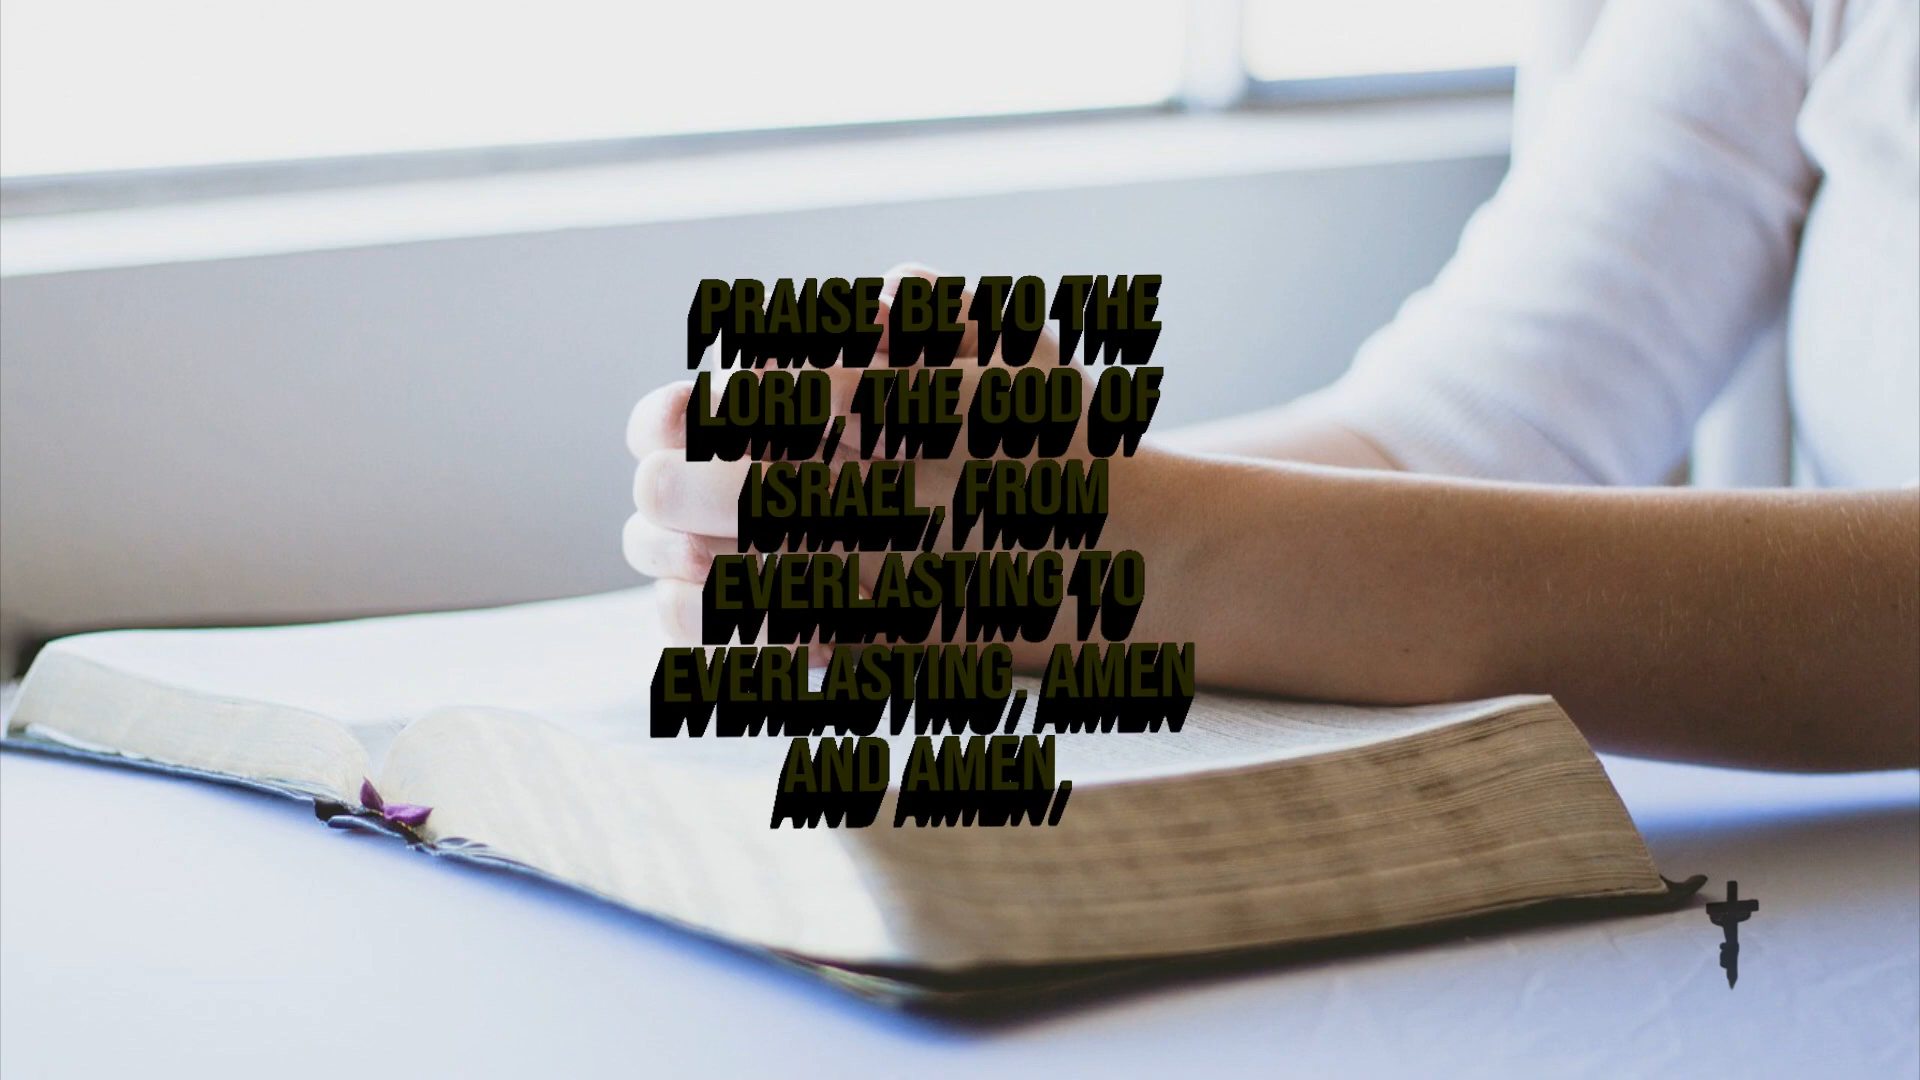 PRAISE BE TO THE
LORD, THE GOD OF
ISRAEL, FROM
EVERLASTING TO
EVERLASTING, AMEN
AND AMEN,